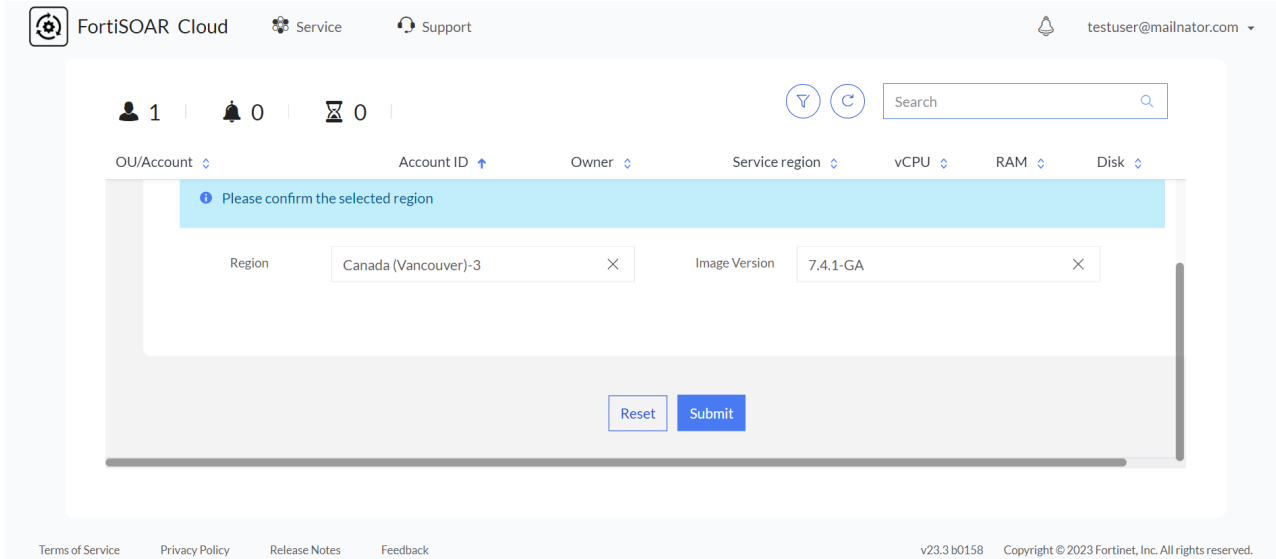 FortiSOAR Cloud Service Support testuser@mailnator.com
1 0 0 Search
OU/Account Account ID Owner Service region vCPU RAM Disk
Please confirm the selected region
Region Canada (Vancouver)-3 Image Version 7.4.1-GA
Reset Submit
Terms of Service Privacy Policy Release Notes Feedback v23.3 b0158 Copyright © 2023 Fortinet, Inc. All rights reserved.